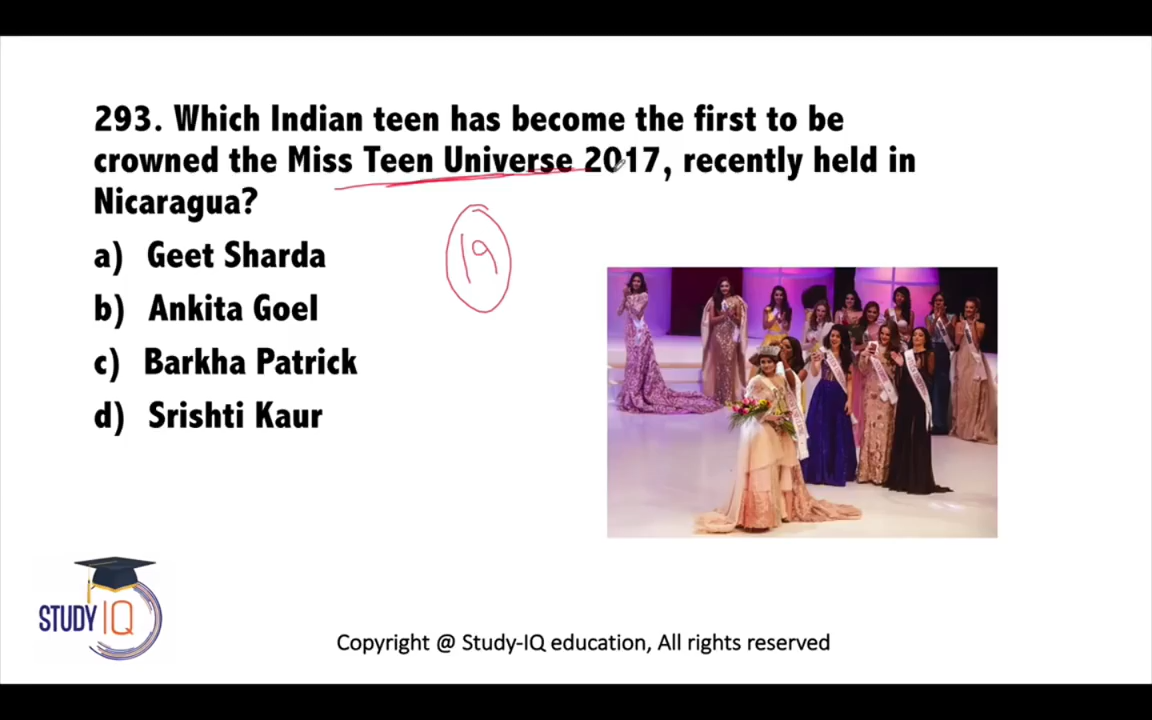 293. Which Indian teen has become the first to be
crowned the Miss Teen Universe 2017, recently held in
Nicaragua?
19
a) Geet Sharda
b) Ankita Goel
c) Barkha Patrick
d) Srishti Kaur
STUDY IQ
Copyright @ Study-IQ education, All rights reserved